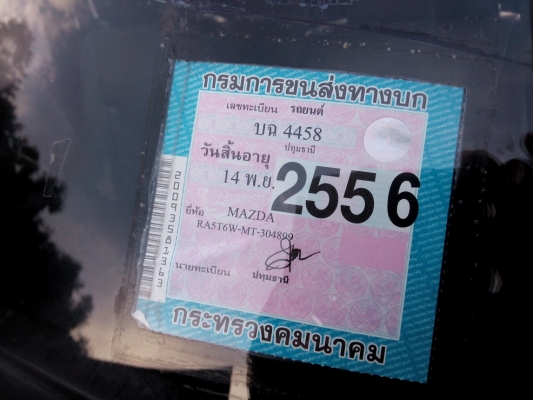 กรมการขนส่งทางบก
เลขทะเบียน รถยนต์
บฉ 4458
ปทุมธานี
วันสิ้นอายุ
14 พ.ย. 2556
ยี่ห้อ MAZDA
RA5T6W-MT-304899
นายทะเบียน ปทุมธานี
กระทรวงคมนาคม
20093581363